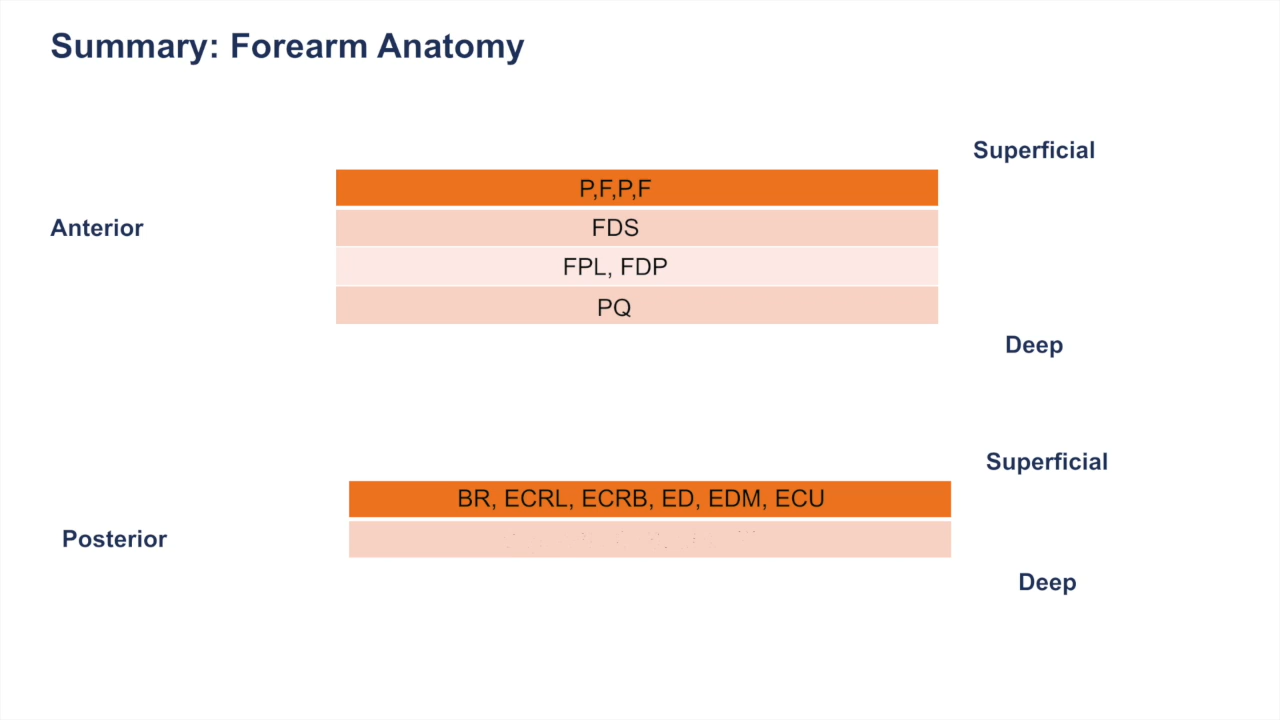 Summary: Forearm Anatomy
Superficial
P,F,P,F
Anterior
FDS
FPL, FDP
PQ
Deep
Superficial
BR, ECRL, ECRB, ED, EDM, ECU
Posterior
Deep